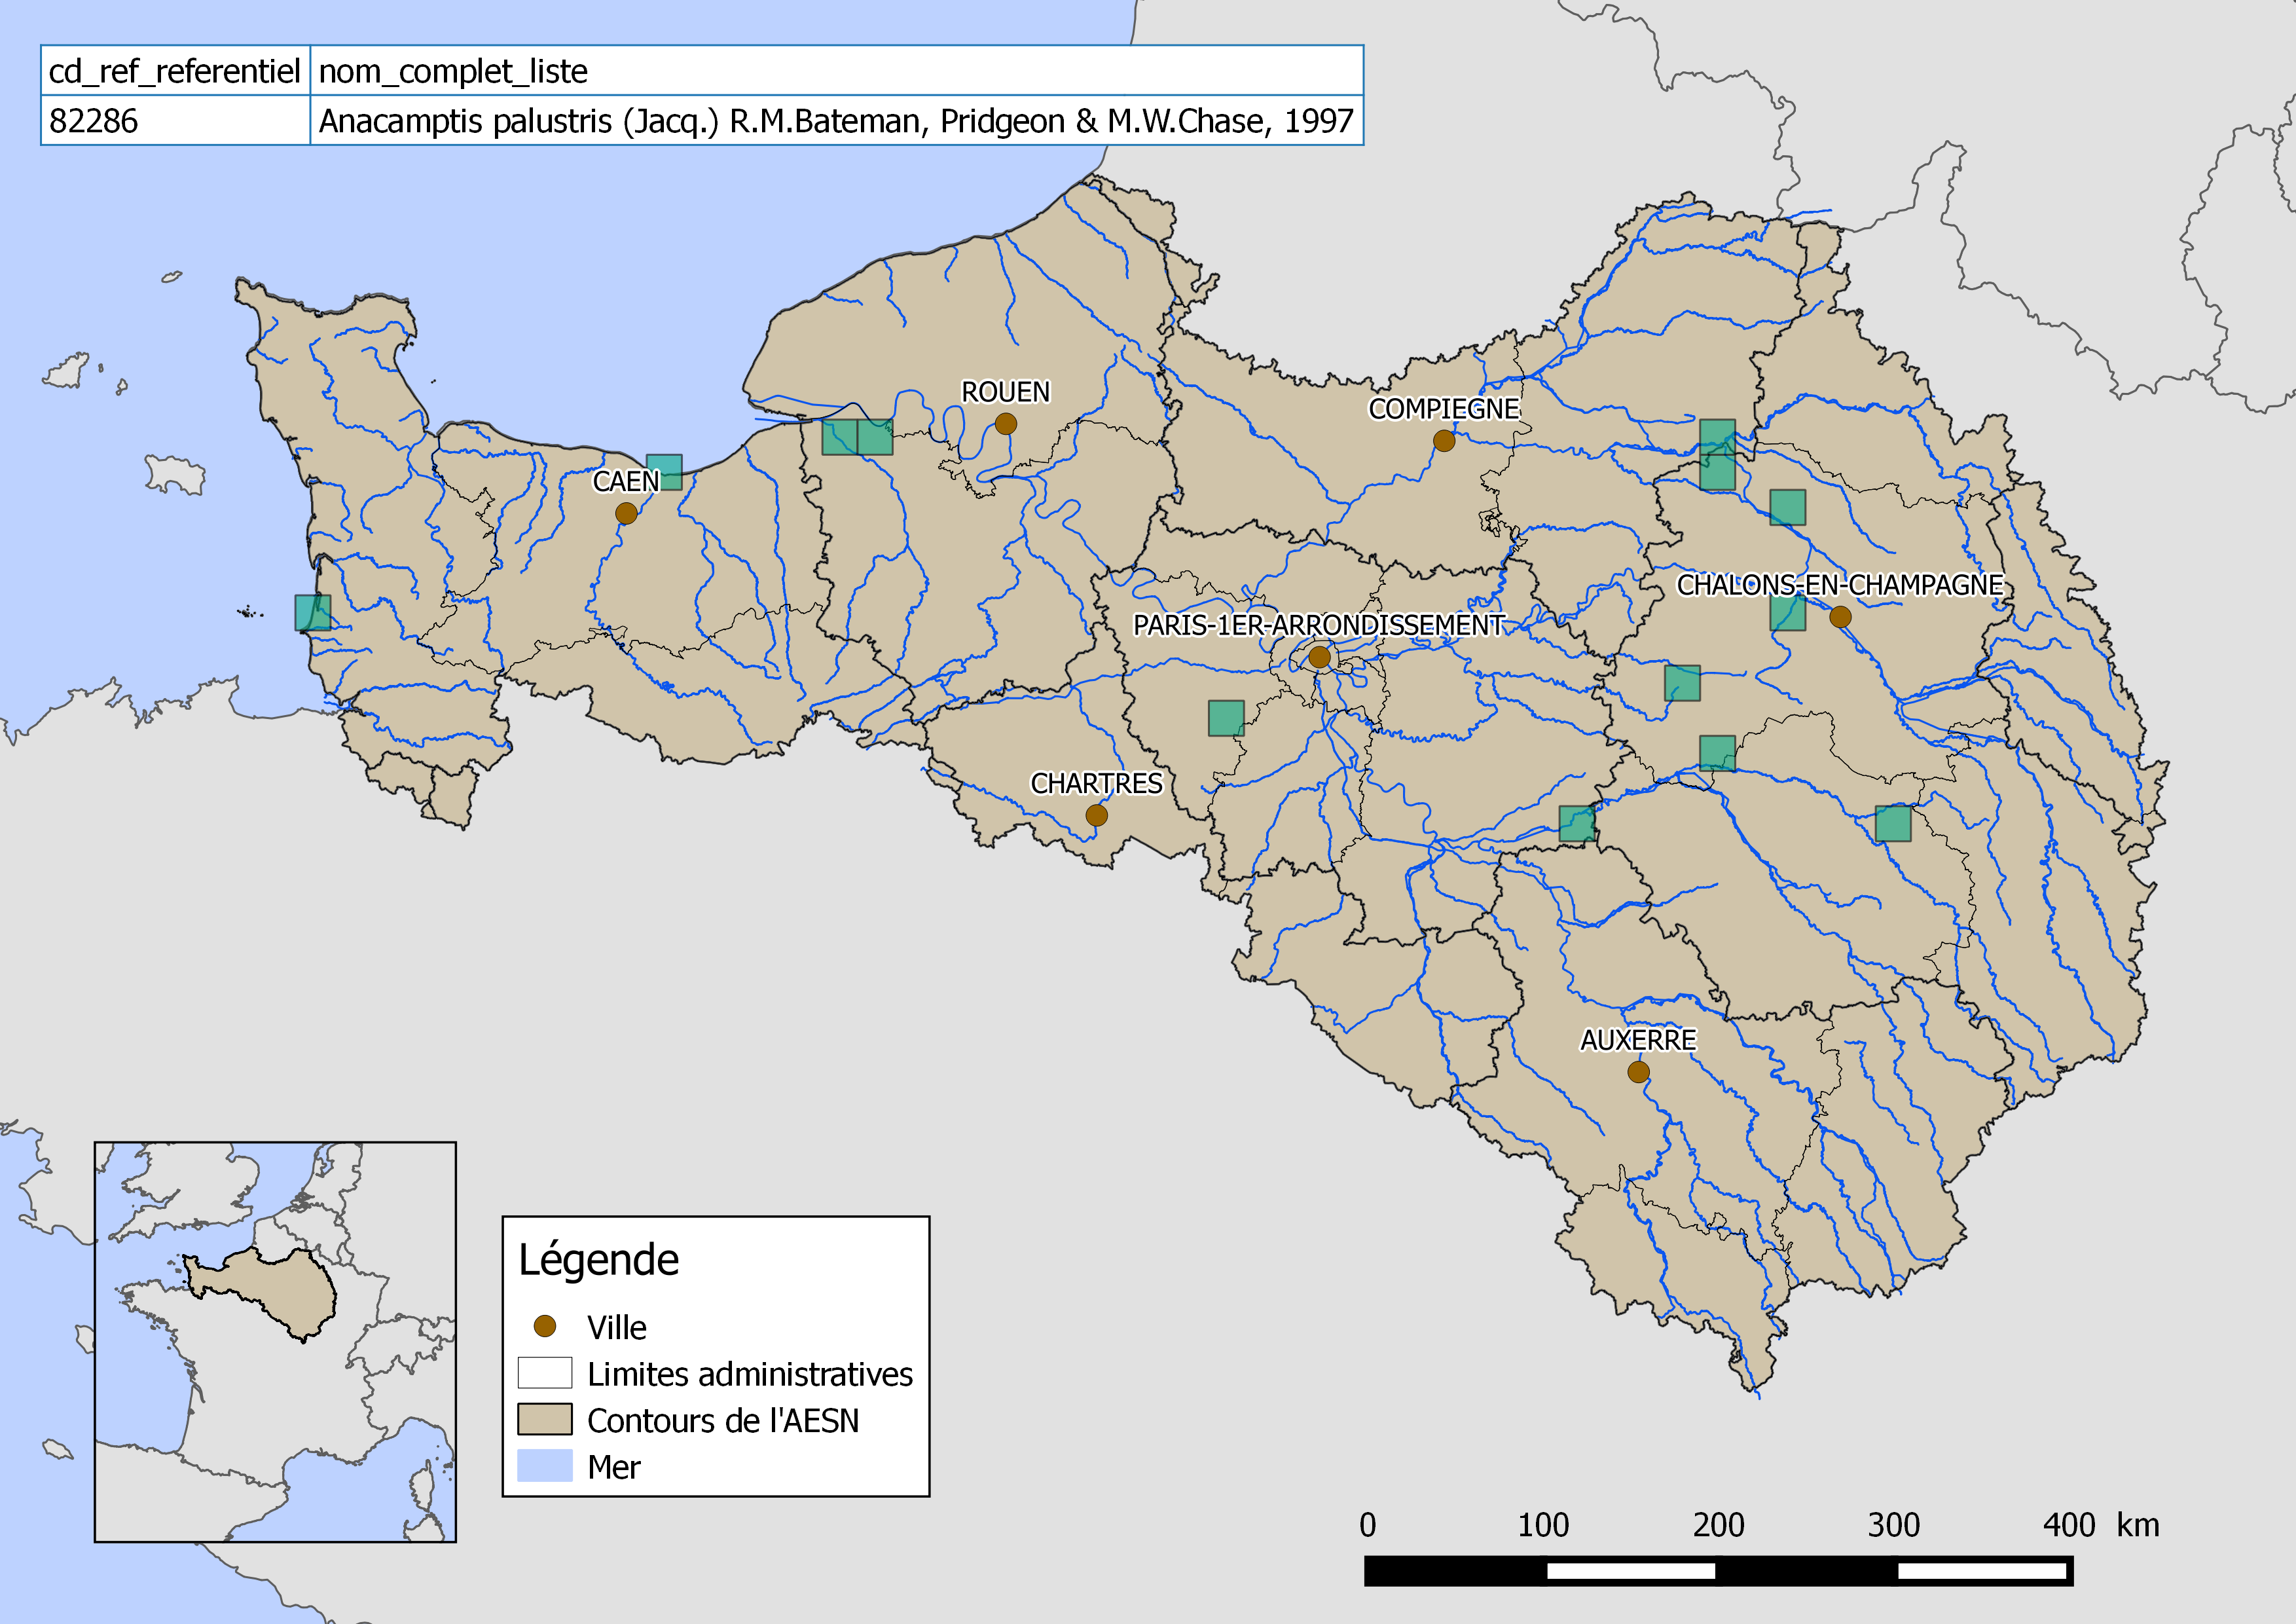 cd_ref_referentiel nom_complet_liste
82286 Anacamptis palustris (Jacq.) R.M.Bateman, Pridgeon & M.W.Chase, 1997
ROUEN
COMPIEGNE
CAEN
CHALONS-EN-CHAMPAGNE
PARIS-1ER-ARRONDISSEMENT
CHARTRES
AUXERRE
Légende
Ville
Limites administratives
Contours de l'AESN
Mer
0 100 200 300 400 km